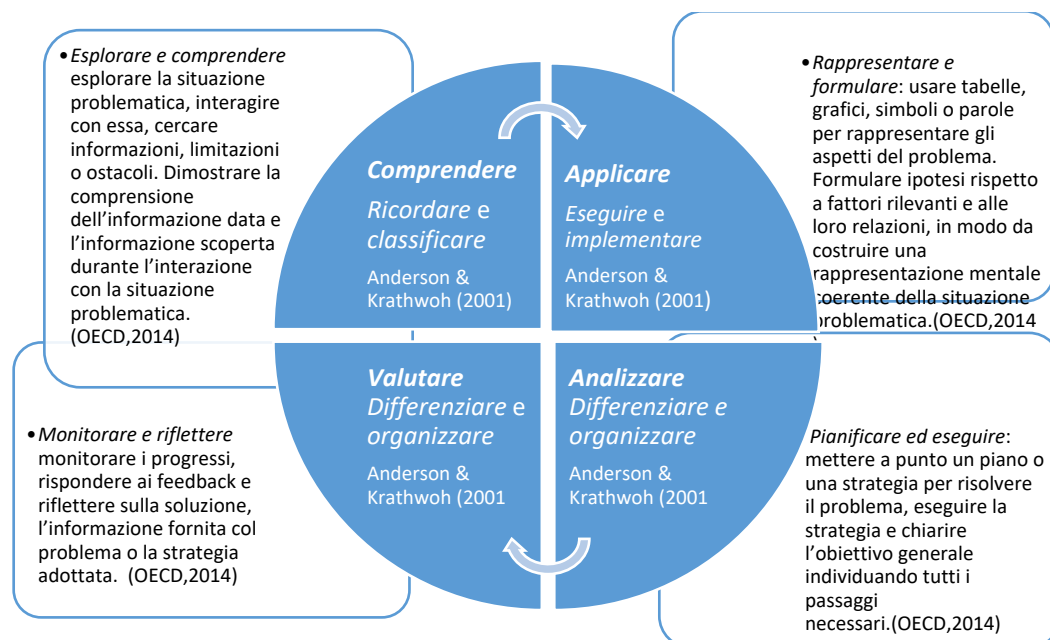 •Esplorare e comprendere
esplorare la situazione
problematica, interagire
con essa, cercare
informazioni, limitazioni
o ostacoli. Dimostrare la
comprensione
dell’informazione data e
l’informazione scoperta
durante l’interazione
con la situazione
problematica.
(OECD,2014)
Comprendere
Ricordare e
classificare
Anderson &
Krathwoh (2001)
Applicare
Eseguire e
implementare
Anderson &
Krathwoh (2001)
•Rappresentare e
formulare: usare tabelle,
grafici, simboli o parole
per rappresentare gli
aspetti del problema.
Formulare ipotesi rispetto
a fattori rilevanti e alle
loro relazioni, in modo da
costruire una
rappresentazione mentale
coerente della situazione
problematica.(OECD,2014
)
•Monitorare e riflettere
monitorare i progressi,
rispondere ai feedback e
riflettere sulla soluzione,
l’informazione fornita col
problema o la strategia
adottata. (OECD,2014)
Valutare
Differenziare e
organizzare
Anderson &
Krathwoh (2001
Analizzare
Differenziare e
organizzare
Anderson &
Krathwoh (2001
Pianificare ed eseguire:
mettere a punto un piano o
una strategia per risolvere
il problema, eseguire la
strategia e chiarire
l’obiettivo generale
individuando tutti i
passaggi
necessari.(OECD,2014)